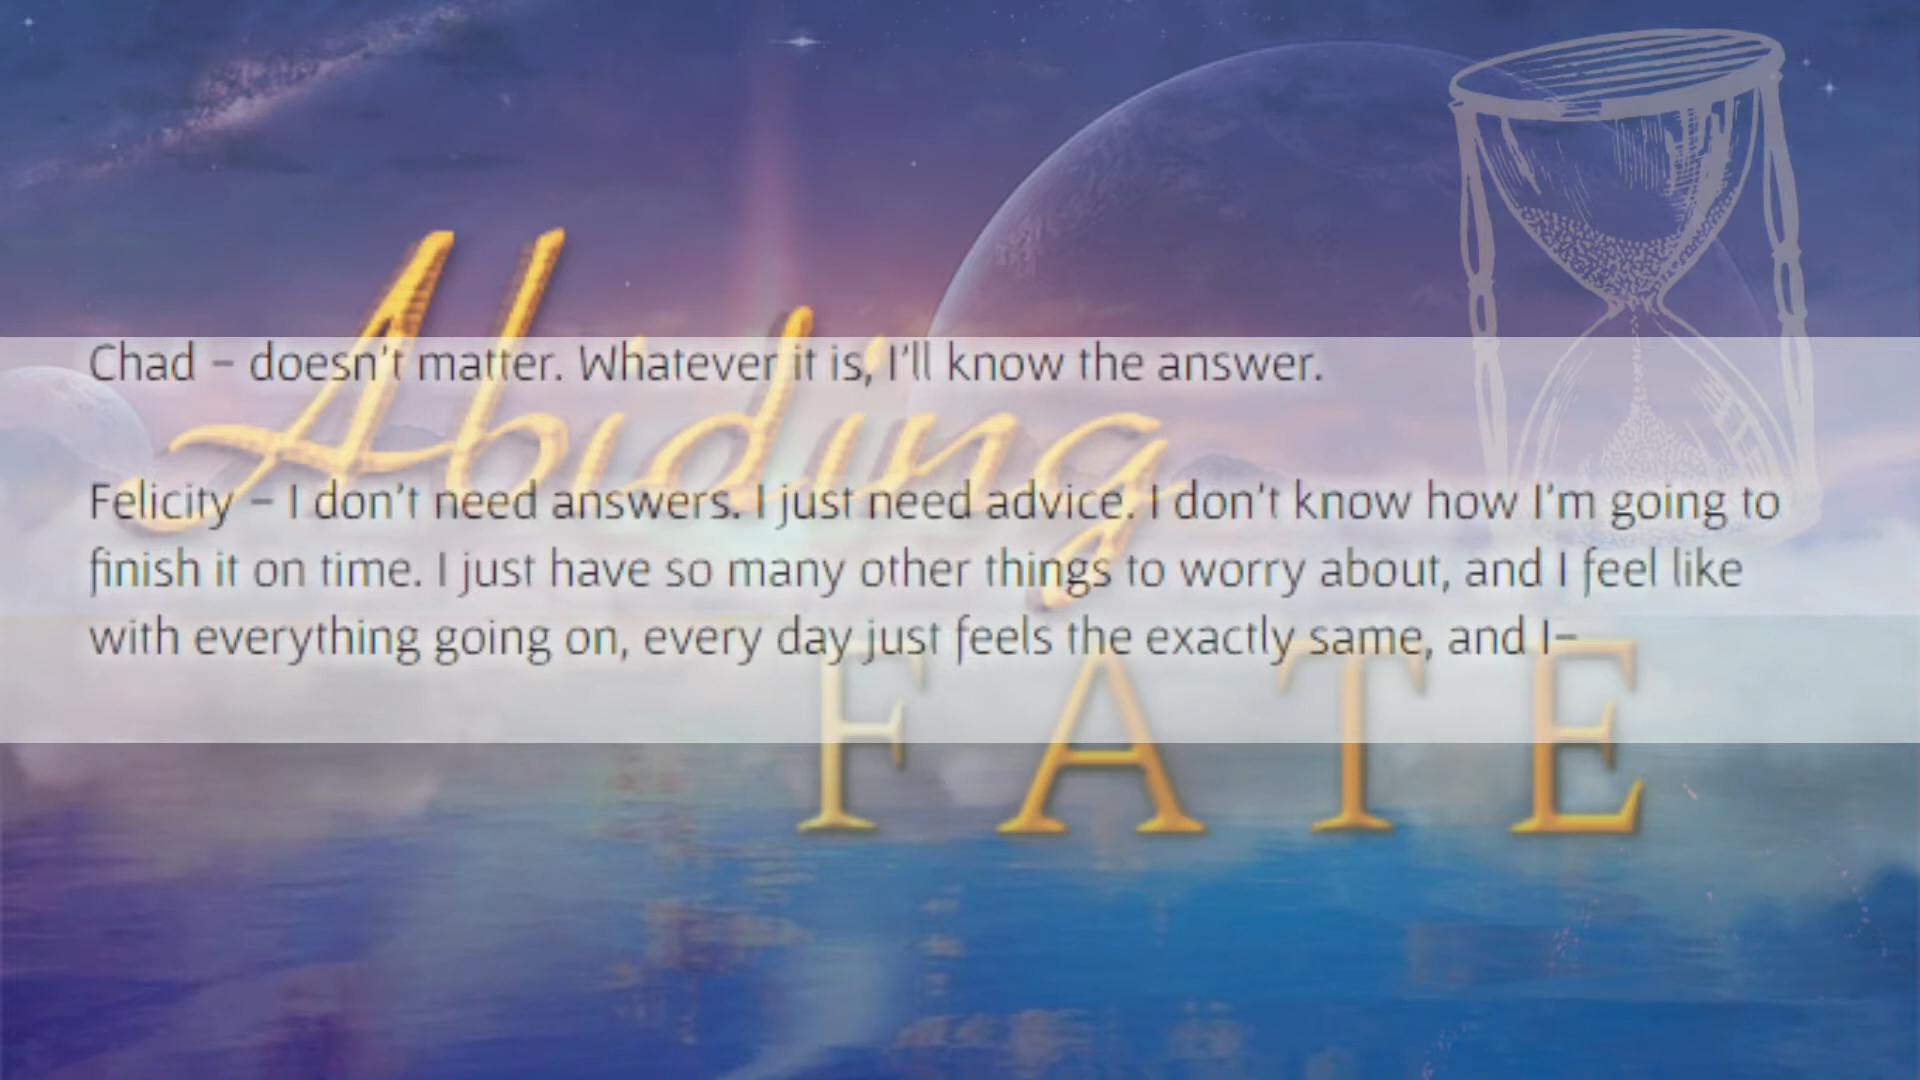 Chad – doesn't matter. Whatever it is, I'll know the answer.
Abiding
Felicity – I don't need answers. I just need advice. I don't know how I'm going to
finish it on time. I just have so many other things to worry about, and I feel like
with everything going on, every day just feels the exactly same, and I–
FATE